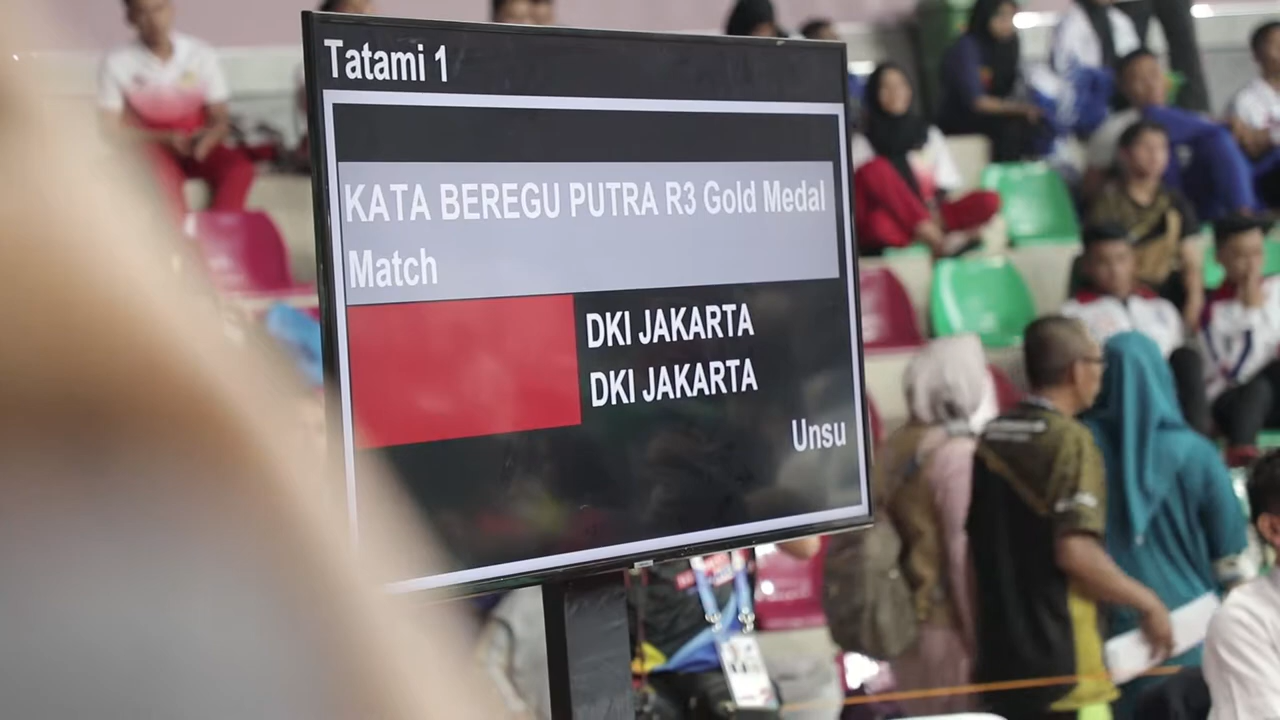 Tatami 1
KATA BEREGU PUTRA R3 Gold Medal
Match
DKI JAKARTA
DKI JAKARTA
Unsu